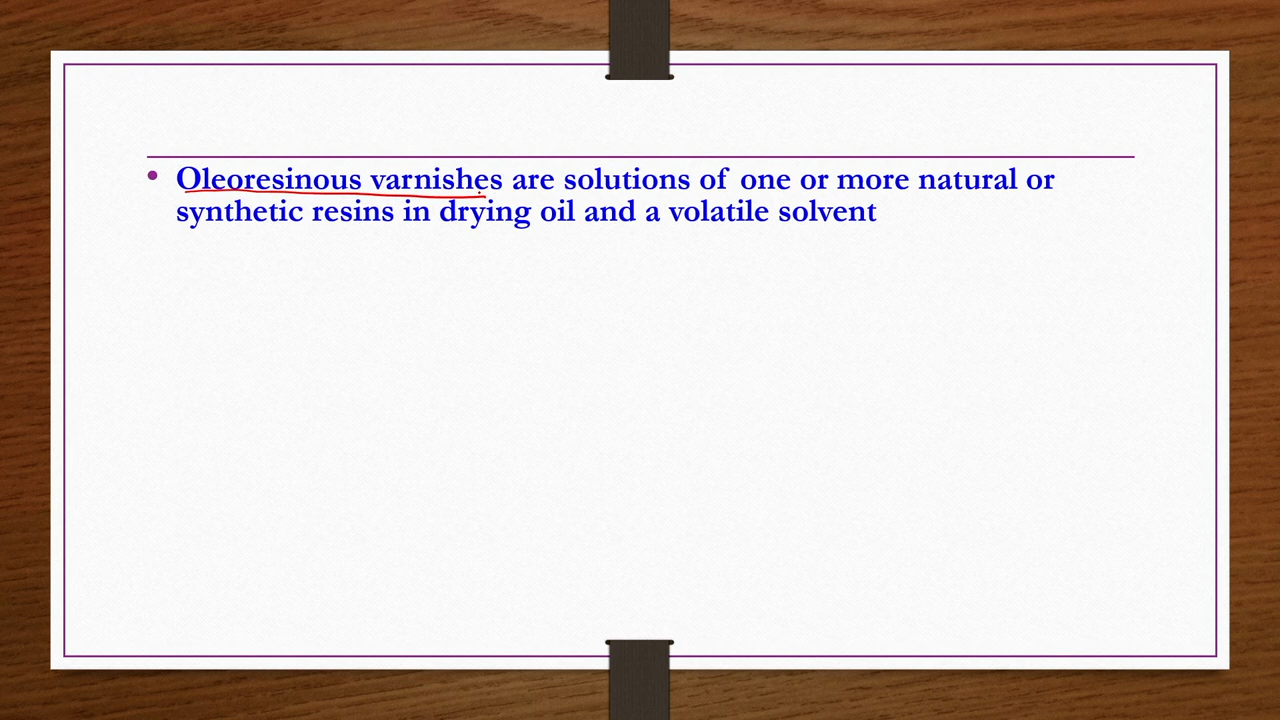 • Oleoresinous varnishes are solutions of one or more natural or
synthetic resins in drying oil and a volatile solvent